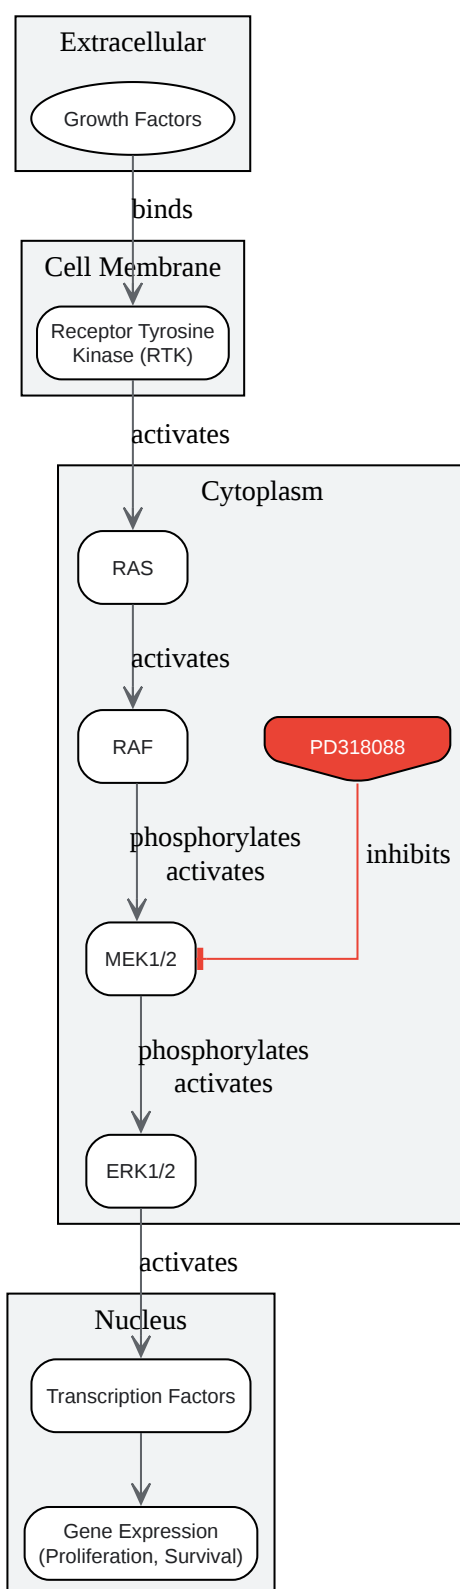 Extracellular
Growth Factors
binds
Cell Membrane
Receptor Tyrosine
Kinase (RTK)
activates
Cytoplasm
RAS
activates
RAF
PD318088
phosphorylates
activates
inhibits
MEK1/2
phosphorylates
activates
ERK1/2
activates
Nucleus
Transcription Factors
Gene Expression
(Proliferation, Survival)